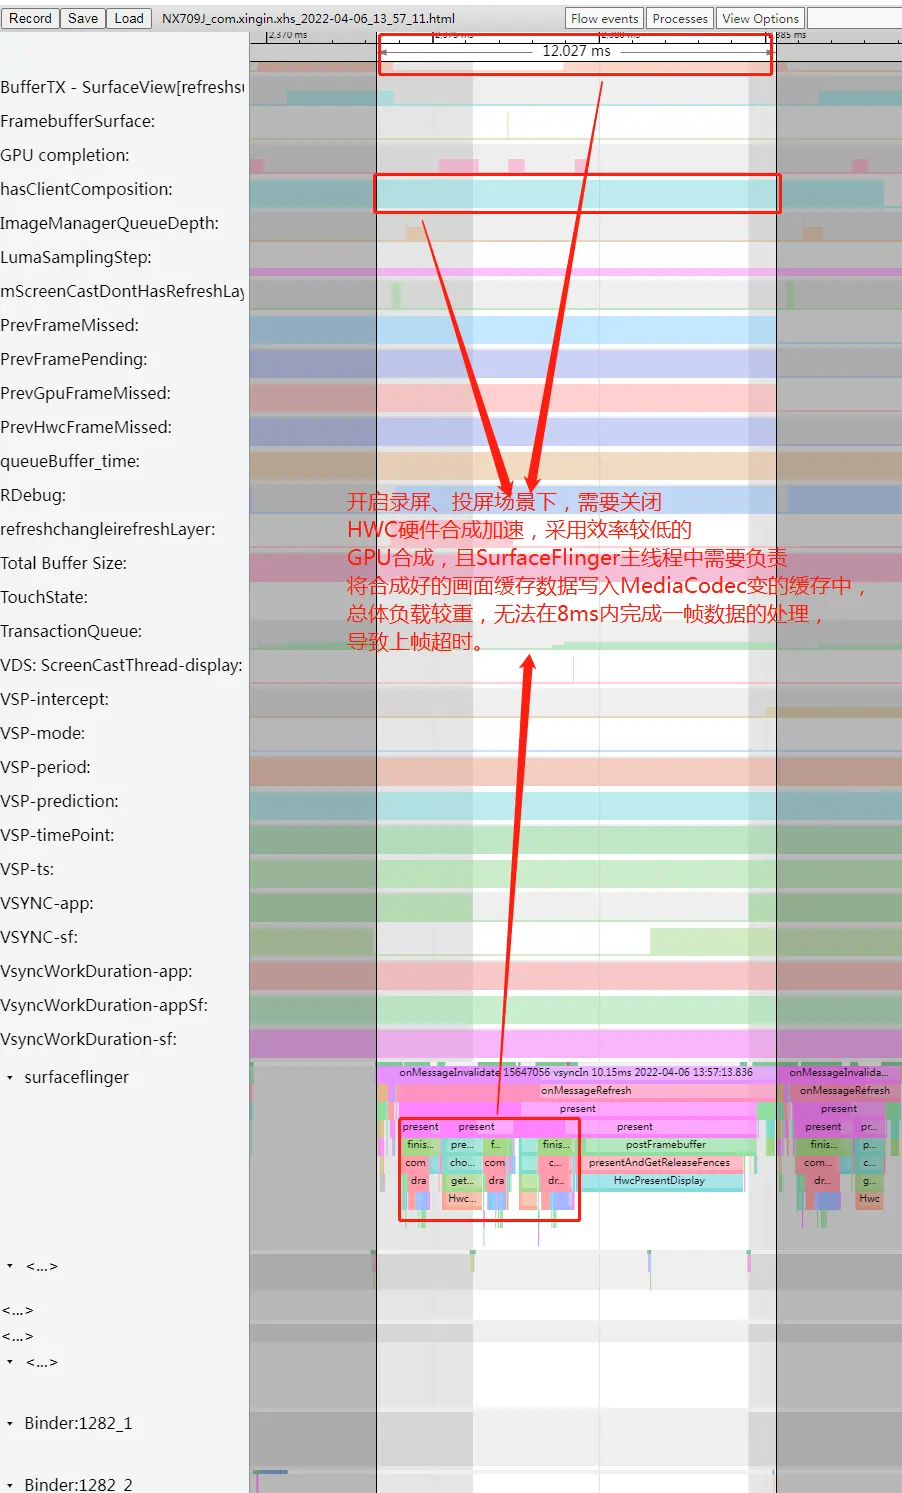 Record Save Load NX709J_com.xingin.xhs_2022-04-06_13_57_11.html Flow events Processes View Options
2,370 ms
12.027 ms
BufferTX - SurfaceView[refreshsu
FramebufferSurface:
GPU completion:
hasClientComposition:
ImageManagerQueueDepth:
LumaSamplingStep:
mScreenCastDontHasRefreshLay
PrevFrameMissed:
PrevFramePending:
PrevGpuFrameMissed:
PrevHwcFrameMissed:
queueBuffer_time:
RDebug:
refreshchangleirefreshLayer:
Total Buffer Size:
TouchState:
TransactionQueue:
VDS: ScreenCastThread-display:
VSP-intercept:
VSP-mode:
VSP-period:
VSP-prediction:
VSP-timePoint:
VSP-ts:
VSYNC-app:
VSYNC-sf:
VsyncWorkDuration-app:
VsyncWorkDuration-appSf:
VsyncWorkDuration-sf:
开启录屏、投屏场景下，需要关闭
HWC硬件合成加速，采用效率较低的
GPU合成，且SurfaceFlinger主线程中需要负责
将合成好的画面缓存数据写入MediaCodec变的缓存中，
总体负载较重，无法在8ms内完成一帧数据的处理，
导致上帧超时。
surfaceflinger
onMessageInvalidate 15647056 vsyncIn 10.15ms 2022-04-06 13:57:13.836 onMessageInvalida...
onMessageRefresh onMessageRefresh
present present
present present present present pr...
finis... pre... f... finis... postFramebuffer finis... p...
com cho... com c... presentAndGetReleaseFences com... c...
dra get... dra dr... HwcPresentDisplay dr... g...
Hwc... Hwc
<...>
<...>
<...>
<...>
Binder:1282_1
Binder:1282_2